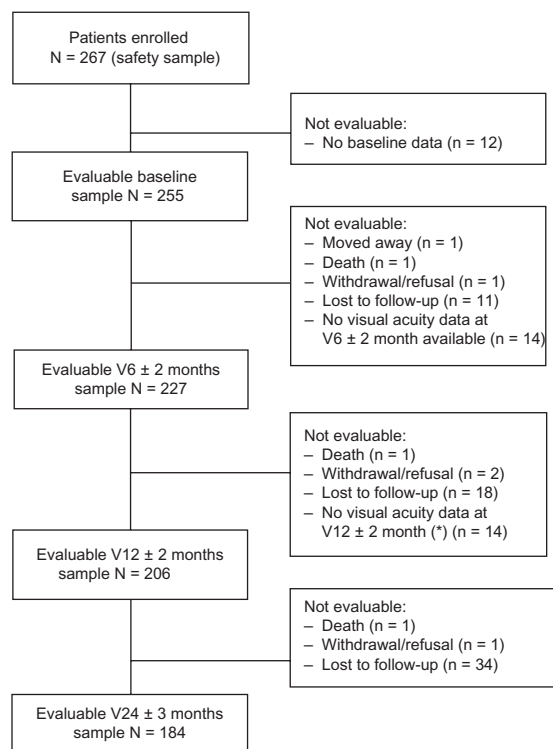 Patients enrolled
N = 267 (safety sample)
Not evaluable:
– No baseline data (n = 12)
Evaluable baseline
sample N = 255
Not evaluable:
– Moved away (n = 1)
– Death (n = 1)
– Withdrawal/refusal (n = 1)
– Lost to follow-up (n = 11)
– No visual acuity data at
V6 ± 2 month available (n = 14)
Evaluable V6 ± 2 months
sample N = 227
Not evaluable:
– Death (n = 1)
– Withdrawal/refusal (n = 2)
– Lost to follow-up (n = 18)
– No visual acuity data at
V12 ± 2 month (*) (n = 14)
Evaluable V12 ± 2 months
sample N = 206
Not evaluable:
– Death (n = 1)
– Withdrawal/refusal (n = 1)
– Lost to follow-up (n = 34)
Evaluable V24 ± 3 months
sample N = 184